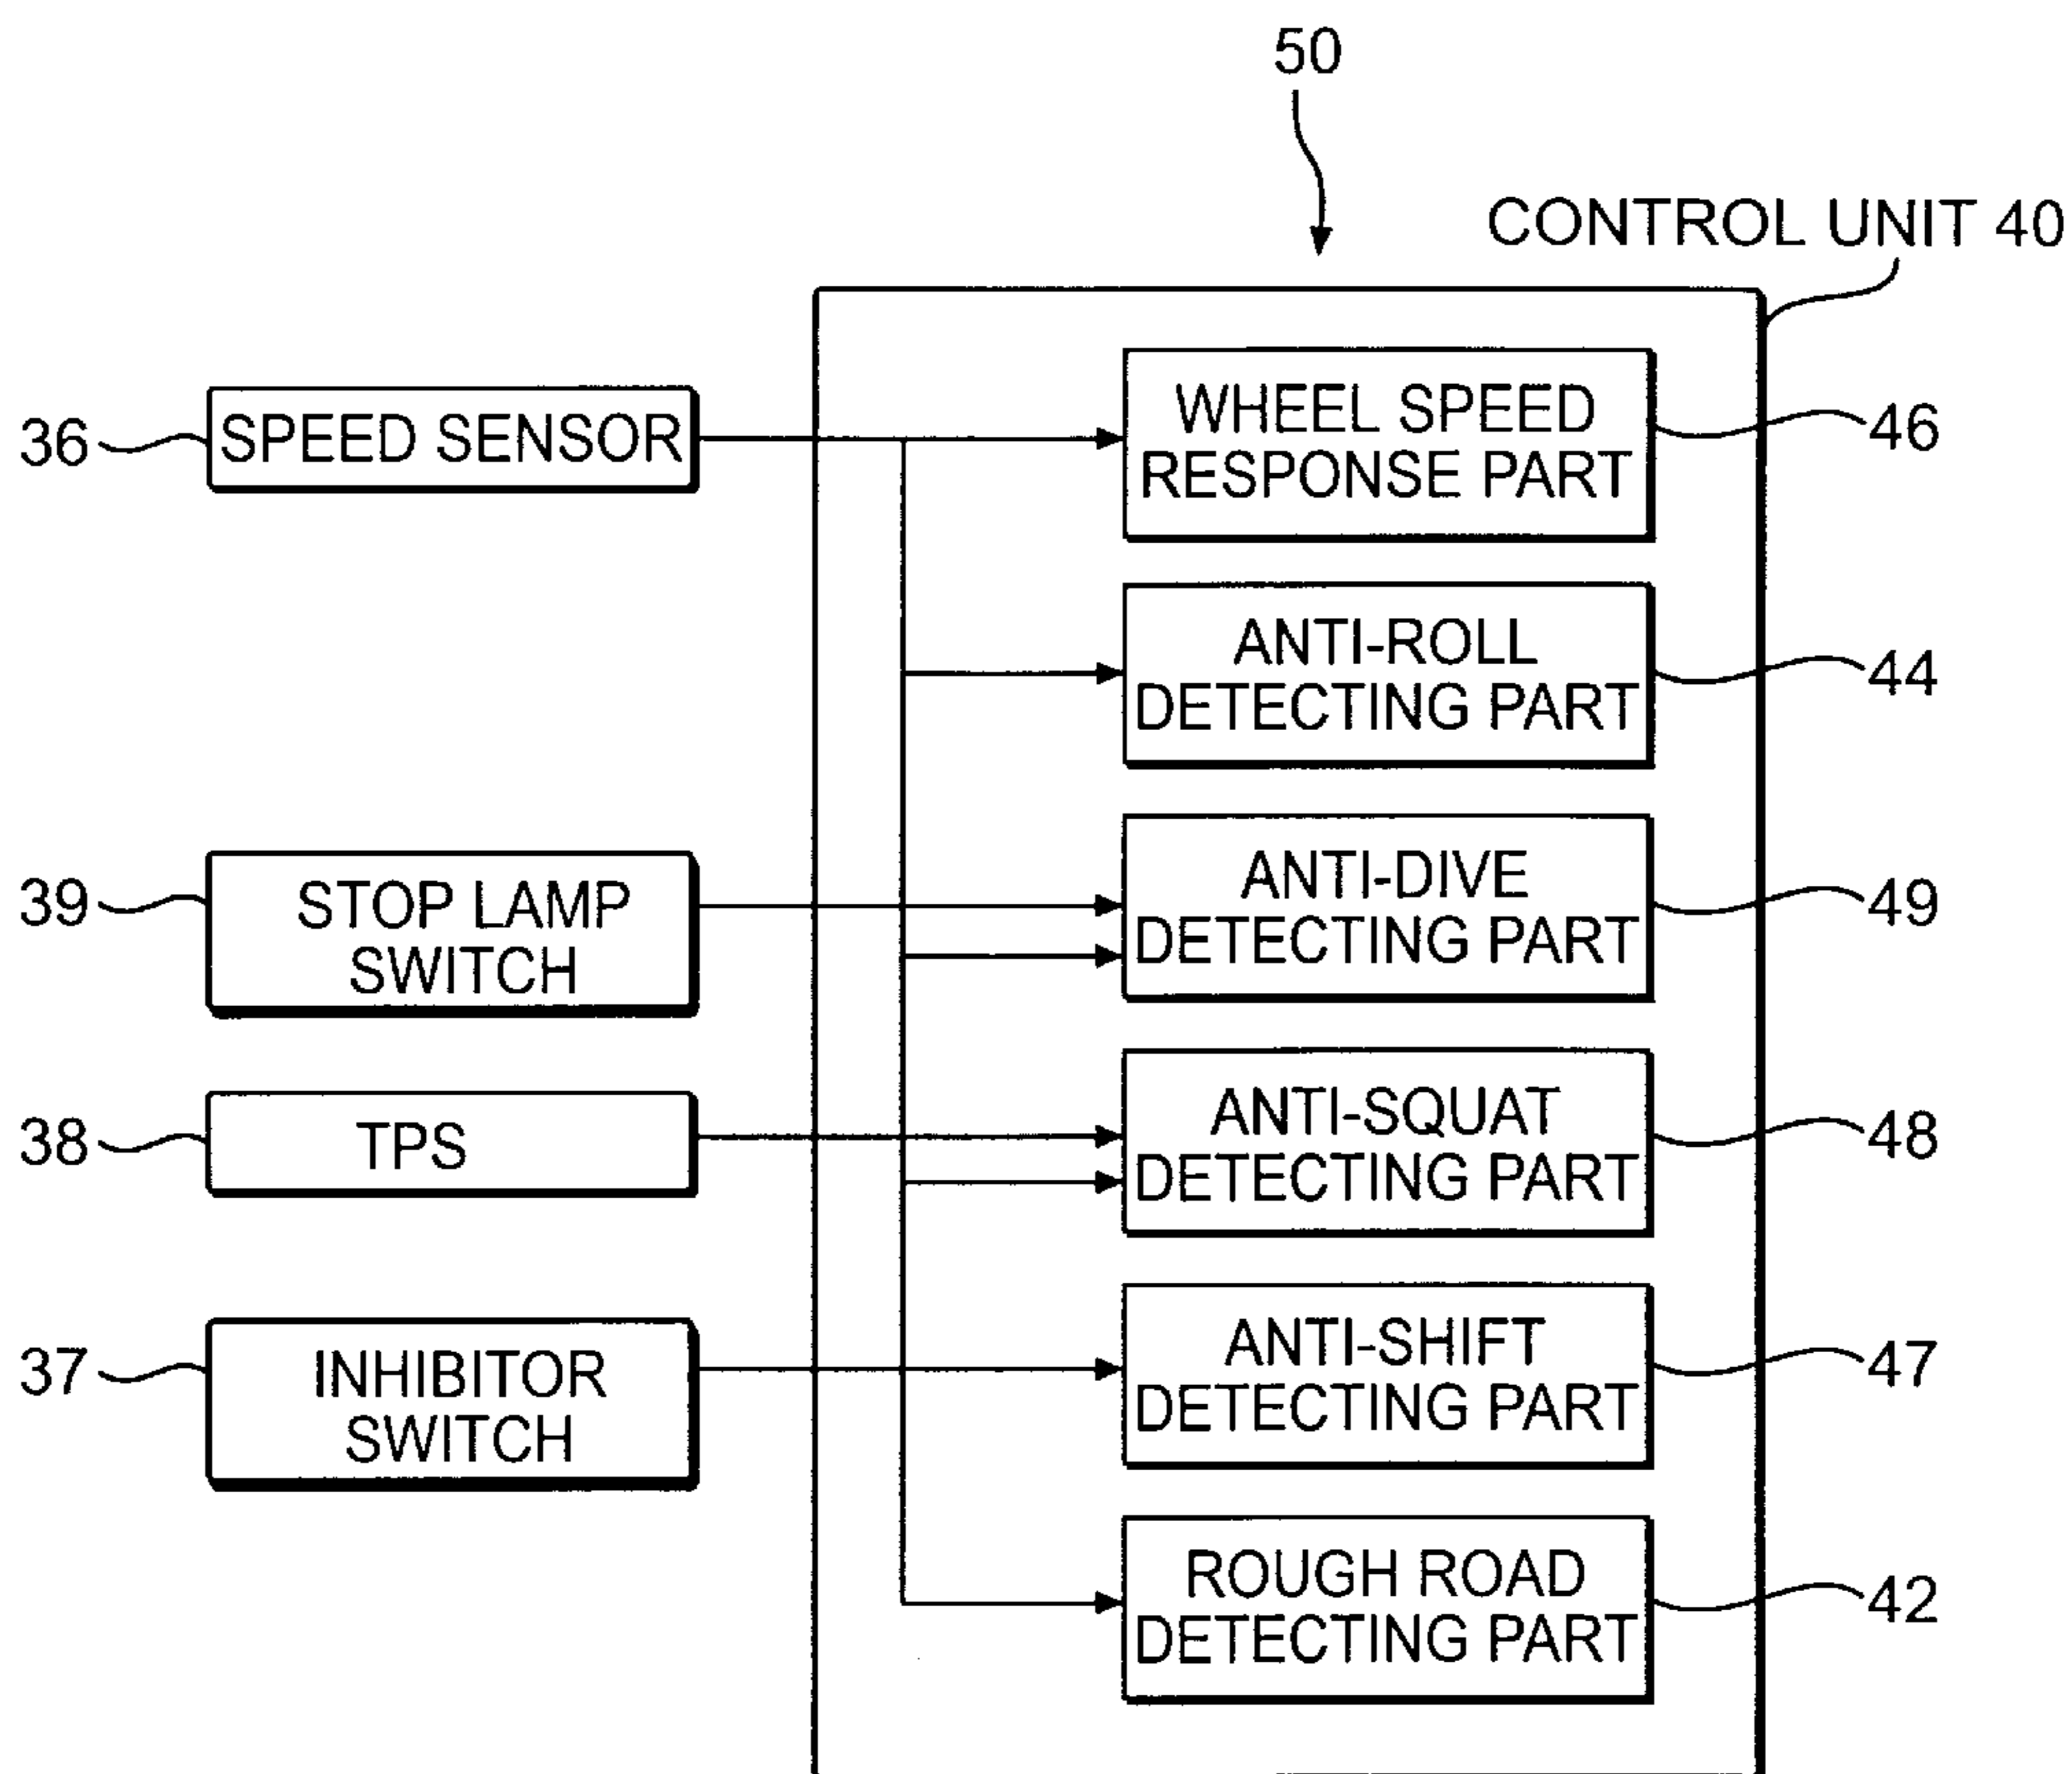 50
CONTROL UNIT 40
36
SPEED SENSOR
WHEEL SPEED
RESPONSE PART
46
ANTI-ROLL
DETECTING PART
44
39
STOP LAMP
SWITCH
ANTI-DIVE
DETECTING PART
49
38
TPS
ANTI-SQUAT
DETECTING PART
48
37
INHIBITOR
SWITCH
ANTI-SHIFT
DETECTING PART
47
ROUGH ROAD
DETECTING PART
42